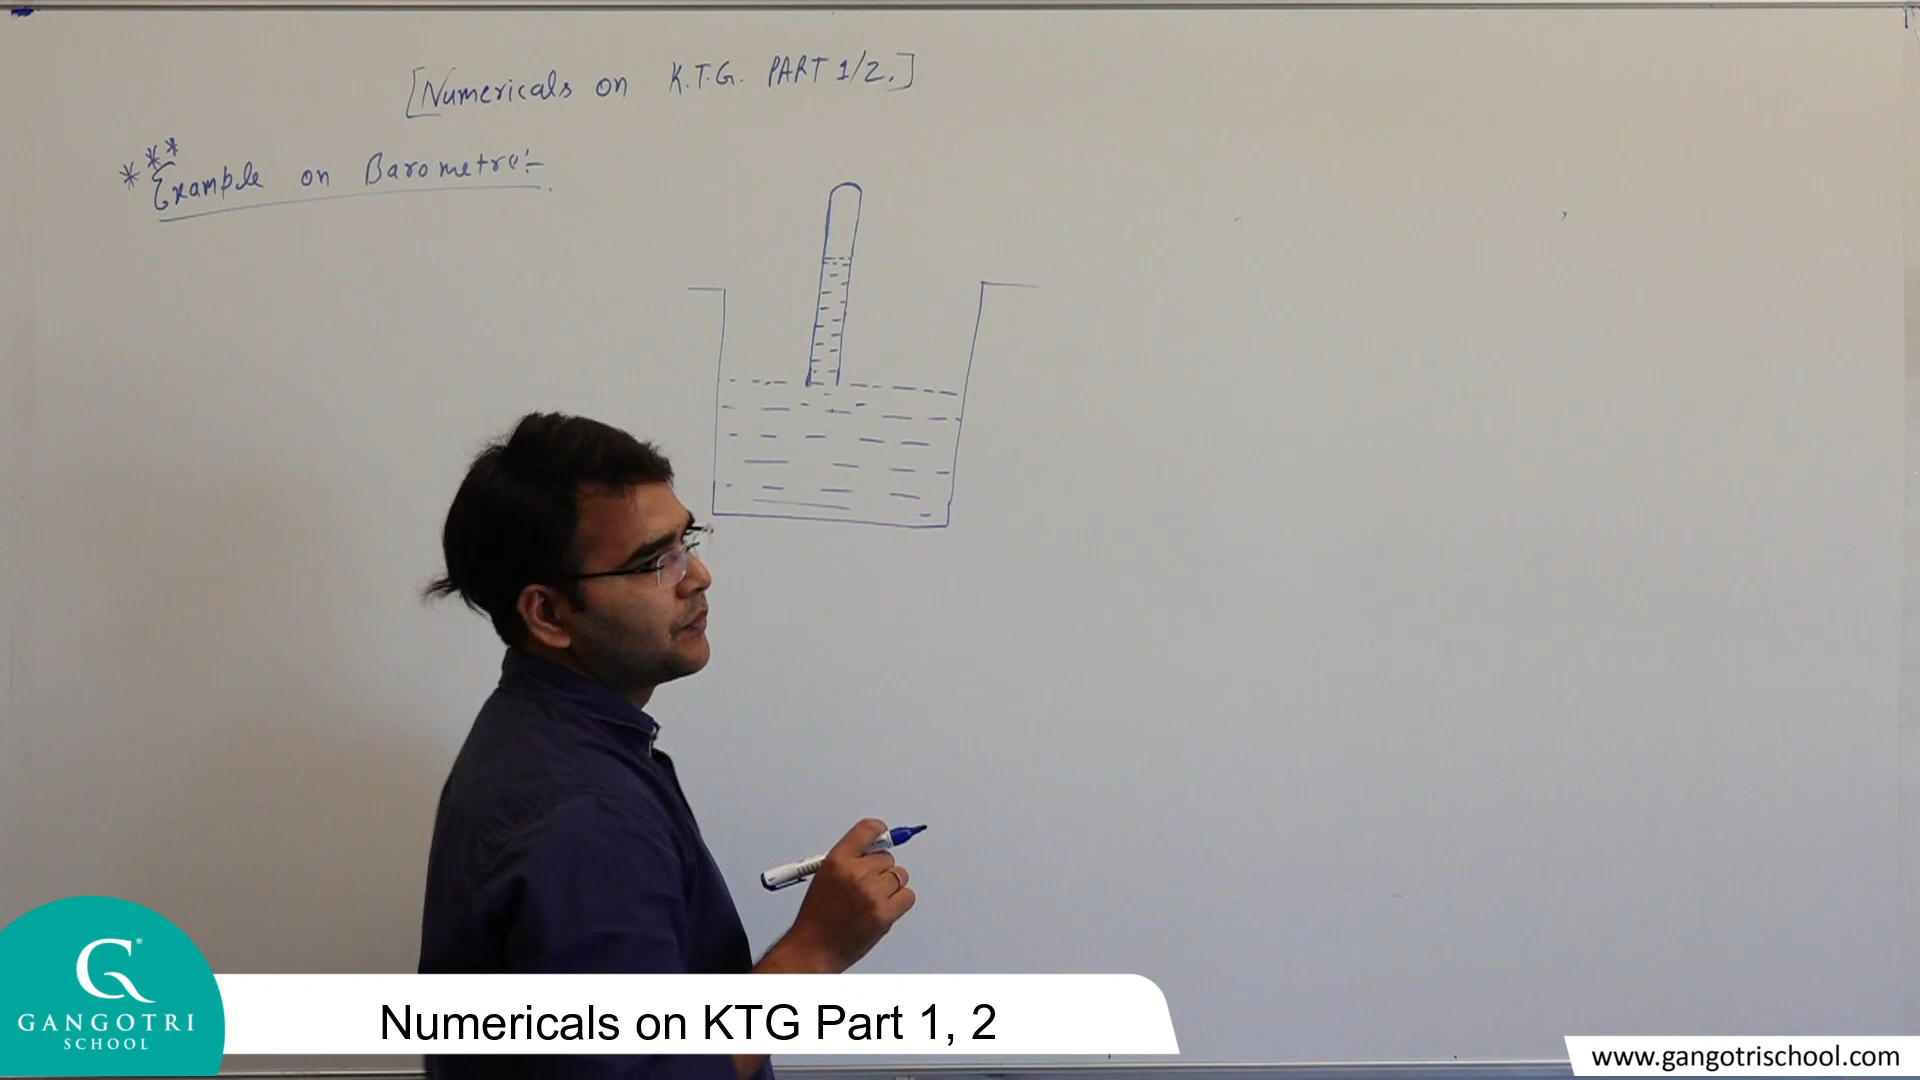 [Numericals on K.T.G. PART 1/2.]
*** Example on Barometre:-
G®
GANGOTRI
SCHOOL
Numericals on KTG Part 1, 2
www.gangotrischool.com